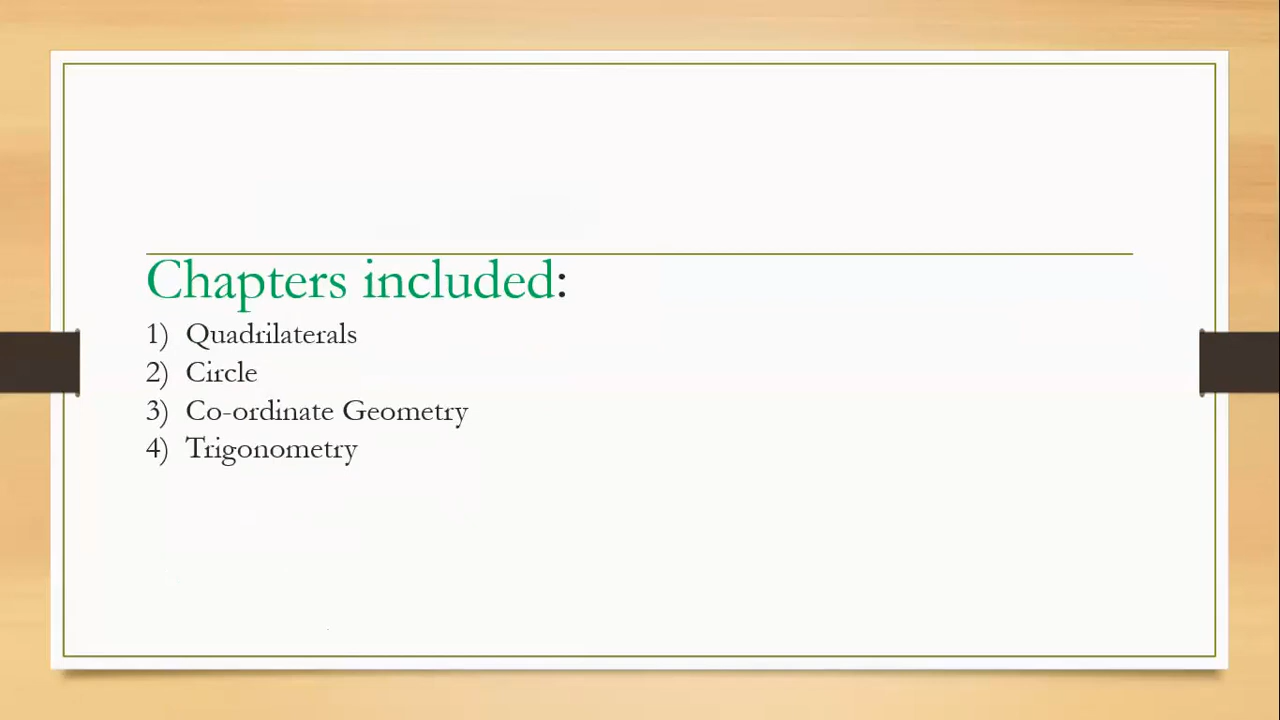 Chapters included:
1) Quadrilaterals
2) Circle
3) Co-ordinate Geometry
4) Trigonometry